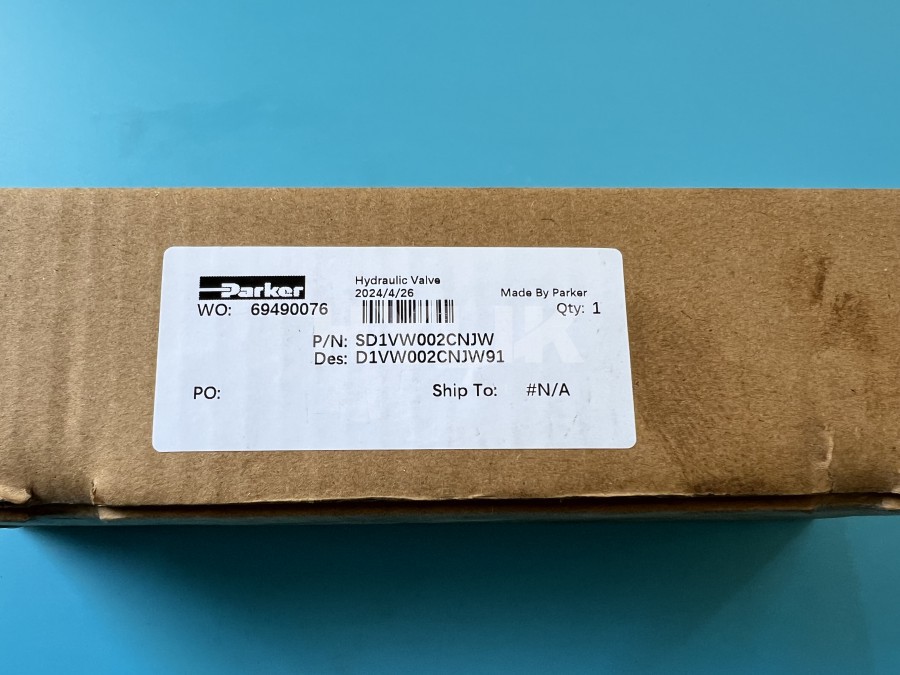 Parker
Hydraulic Valve
2024/4/26
Made By Parker
WO: 69490076
Qty: 1
P/N: SD1VW002CNJW
Des: D1VW002CNJW91
PO:
Ship To: #N/A